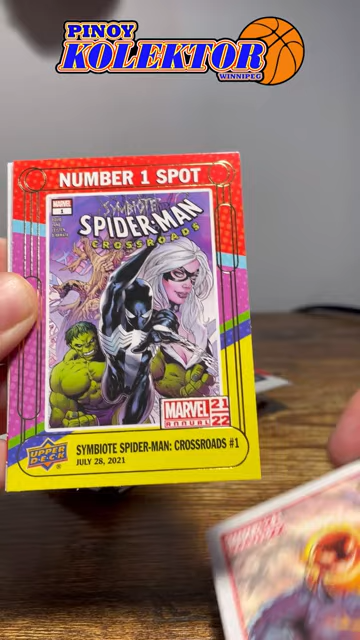 PINOY
KOLEKTOR
WINNIPEG
NUMBER 1 SPOT
MARVEL
1
SYMBIOTE
SPIDER-MAN
CROSSROADS
MARVEL 21
ANNUAL 22
UPPER
DECK
SYMBIOTE SPIDER-MAN: CROSSROADS #1
JULY 28, 2021